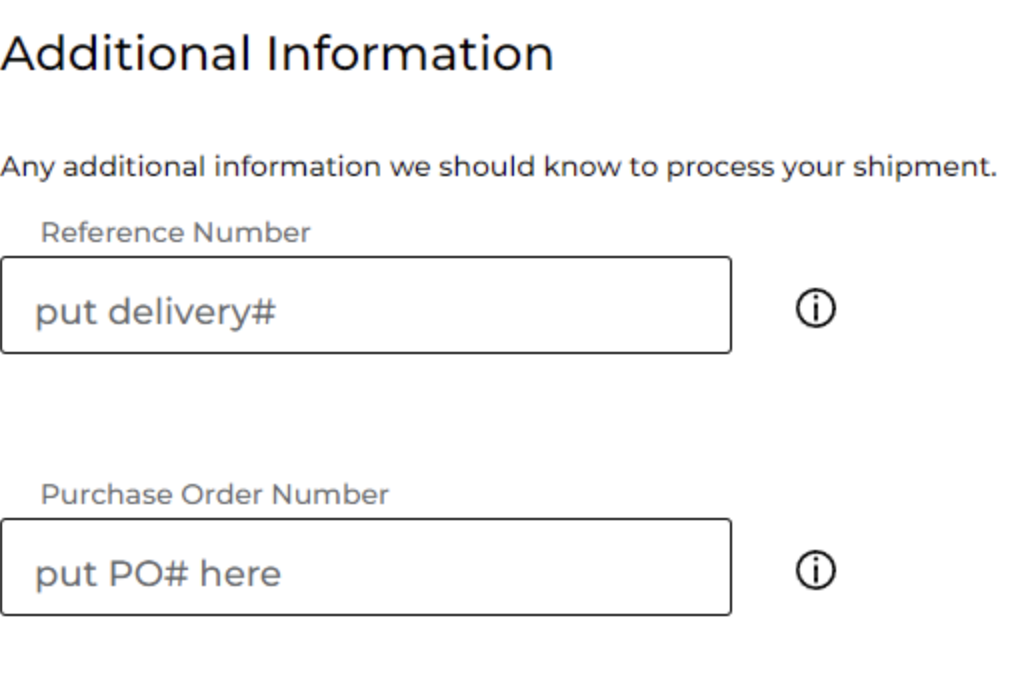 Additional Information
Any additional information we should know to process your shipment.
Reference Number
put delivery#
Purchase Order Number
put PO# here